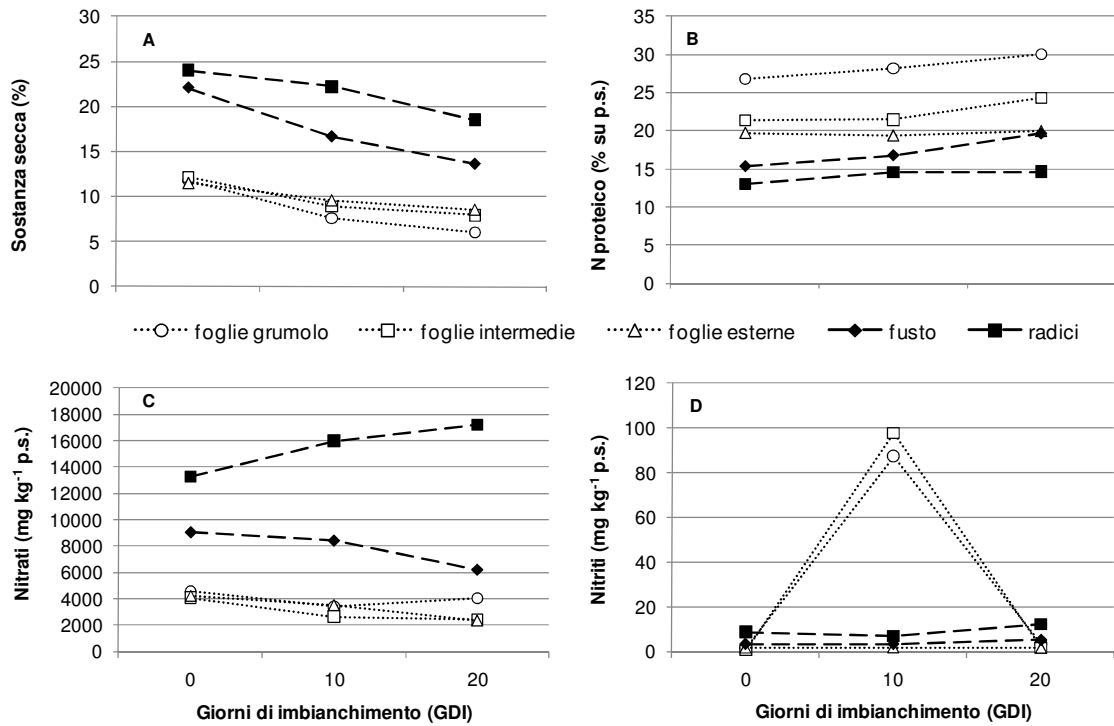 A
Sostanza secca (%)
30
25
20
15
10
5
0
B
N proteico (% su p.s.)
35
30
25
20
15
10
5
0
foglie grumolo foglie intermedie foglie esterne fusto radici
C
Nitrati (mg kg-1 p.s.)
20000
18000
16000
14000
12000
10000
8000
6000
4000
2000
0
0 10 20
Giorni di imbianchimento (GDI)
D
Nitriti (mg kg-1 p.s.)
120
100
80
60
40
20
0
0 10 20
Giorni di imbianchimento (GDI)